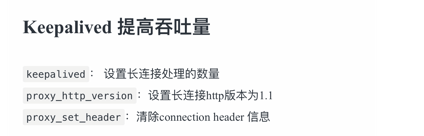 Keepalived 提高吞吐量
keepalived： 设置长连接处理的数量
proxy_http_version：设置长连接http版本为1.1
proxy_set_header：清除connection header 信息